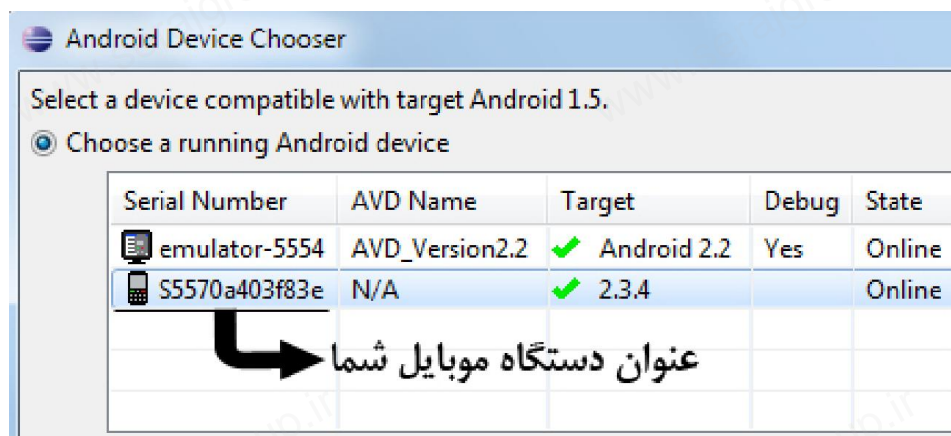 Android Device Chooser
Select a device compatible with target Android 1.5.
Choose a running Android device
Serial Number AVD Name Target Debug State
emulator-5554 AVD_Version2.2 Android 2.2 Yes Online
S5570a403f83e N/A 2.3.4 Online
عنوان دستگاه موبایل شما